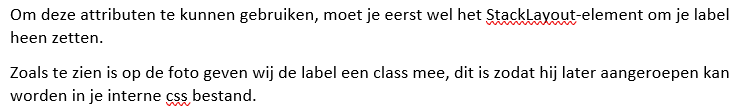 Om deze attributen te kunnen gebruiken, moet je eerst wel het StackLayout-element om je label
heen zetten.
Zoals te zien is op de foto geven wij de label een class mee, dit is zodat hij later aangeroepen kan
worden in je interne css bestand.